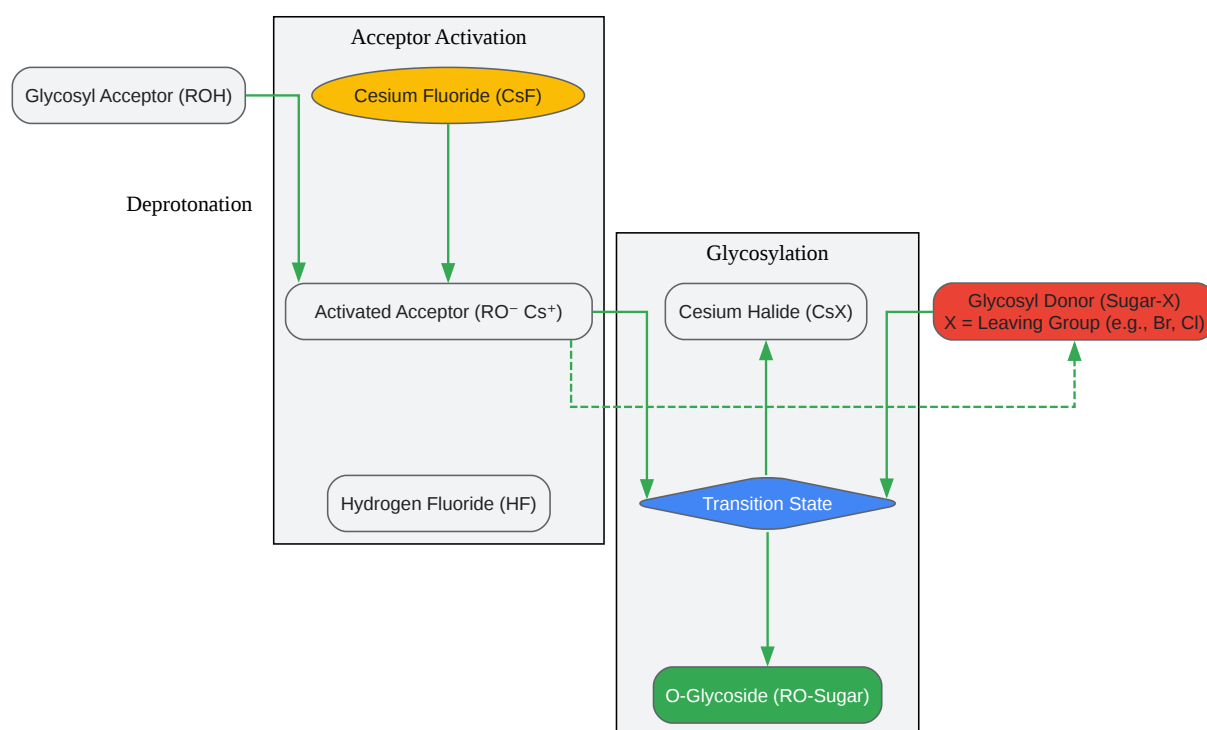 Acceptor Activation
Glycosyl Acceptor (ROH)
Cesium Fluoride (CsF)
Deprotonation
Glycosylation
Activated Acceptor (RO⁻ Cs⁺)
Cesium Halide (CsX)
Glycosyl Donor (Sugar-X)
X = Leaving Group (e.g., Br, Cl)
Hydrogen Fluoride (HF)
Transition State
O-Glycoside (RO-Sugar)